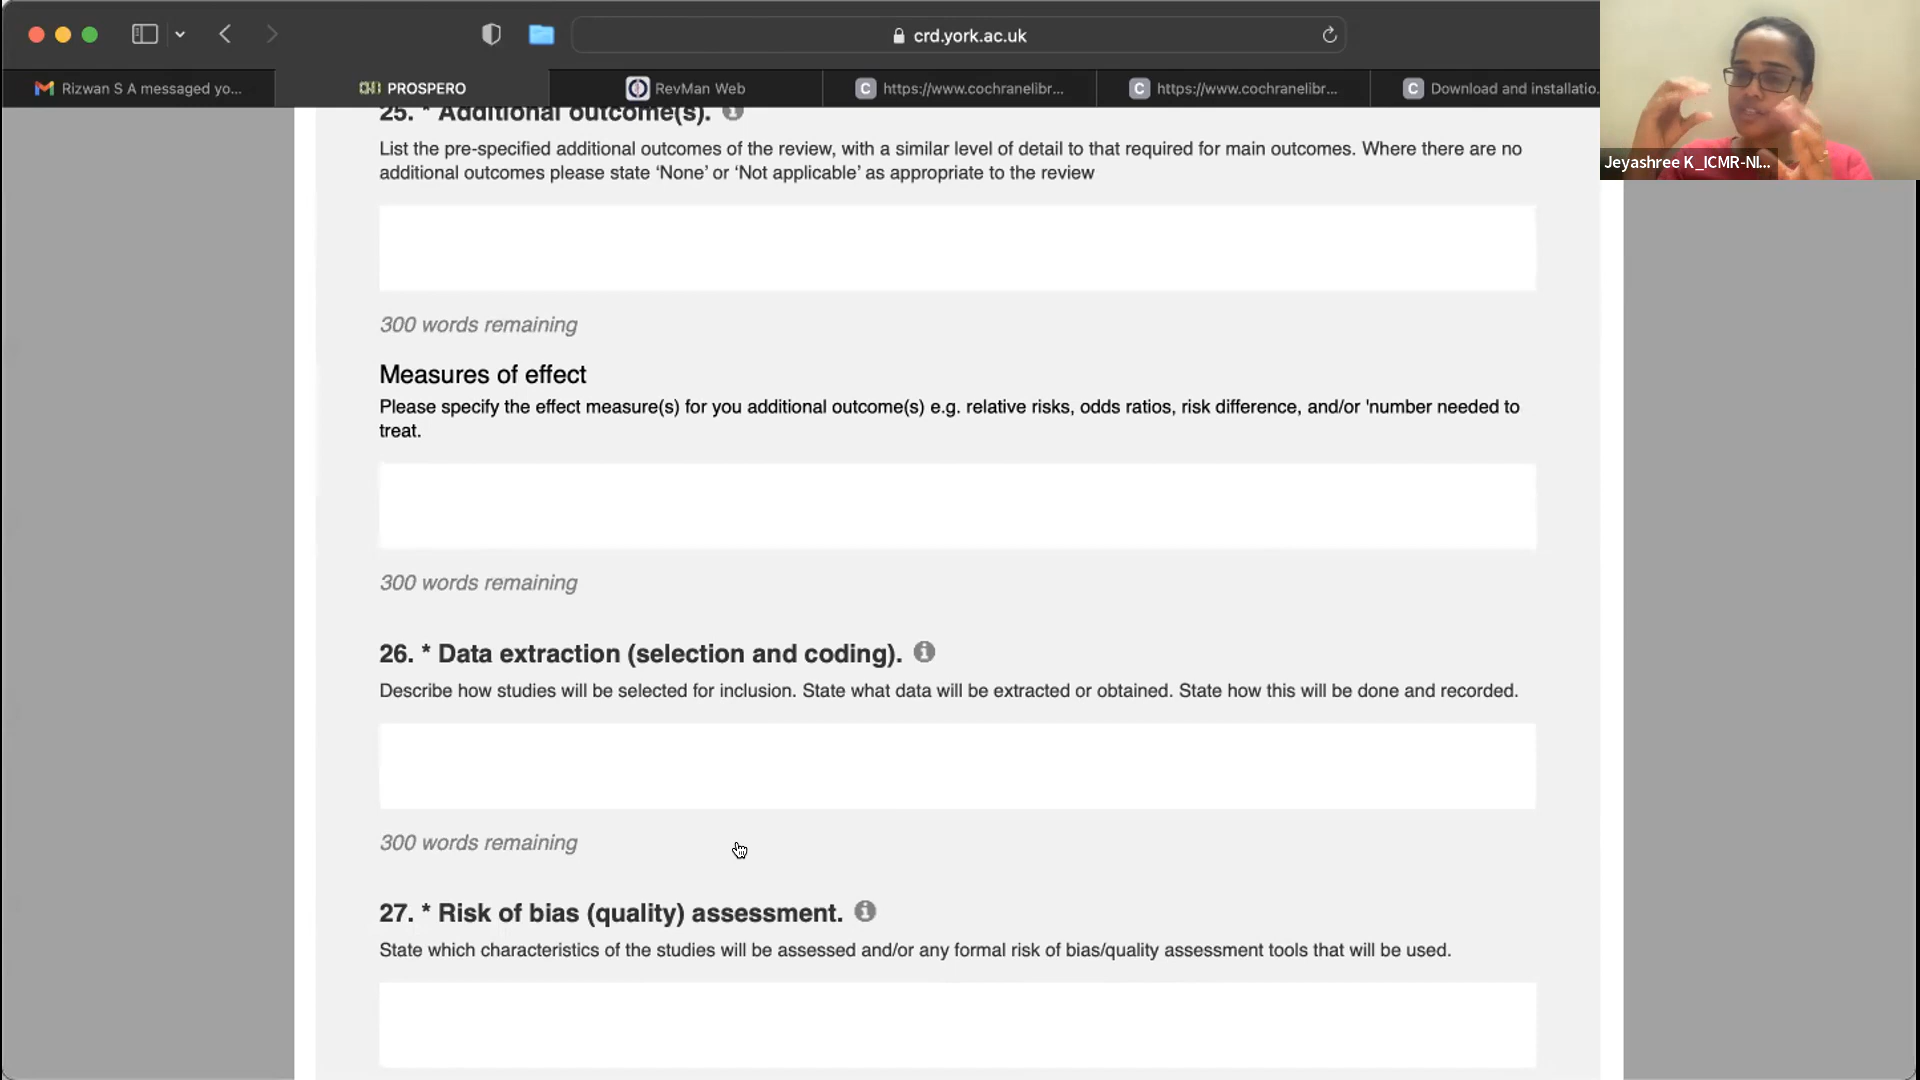 crd.york.ac.uk
Rizwan S A messaged yo...
PROSPERO
RevMan Web
https://www.cochranelibr...
https://www.cochranelibr...
Download and installatio.
Jeyashree K_ICMR-NI...
25. * Additional outcome(s).
List the pre-specified additional outcomes of the review, with a similar level of detail to that required for main outcomes. Where there are no
additional outcomes please state ‘None’ or ‘Not applicable’ as appropriate to the review
300 words remaining
Measures of effect
Please specify the effect measure(s) for you additional outcome(s) e.g. relative risks, odds ratios, risk difference, and/or 'number needed to
treat.
300 words remaining
26. * Data extraction (selection and coding).
Describe how studies will be selected for inclusion. State what data will be extracted or obtained. State how this will be done and recorded.
300 words remaining
27. * Risk of bias (quality) assessment.
State which characteristics of the studies will be assessed and/or any formal risk of bias/quality assessment tools that will be used.